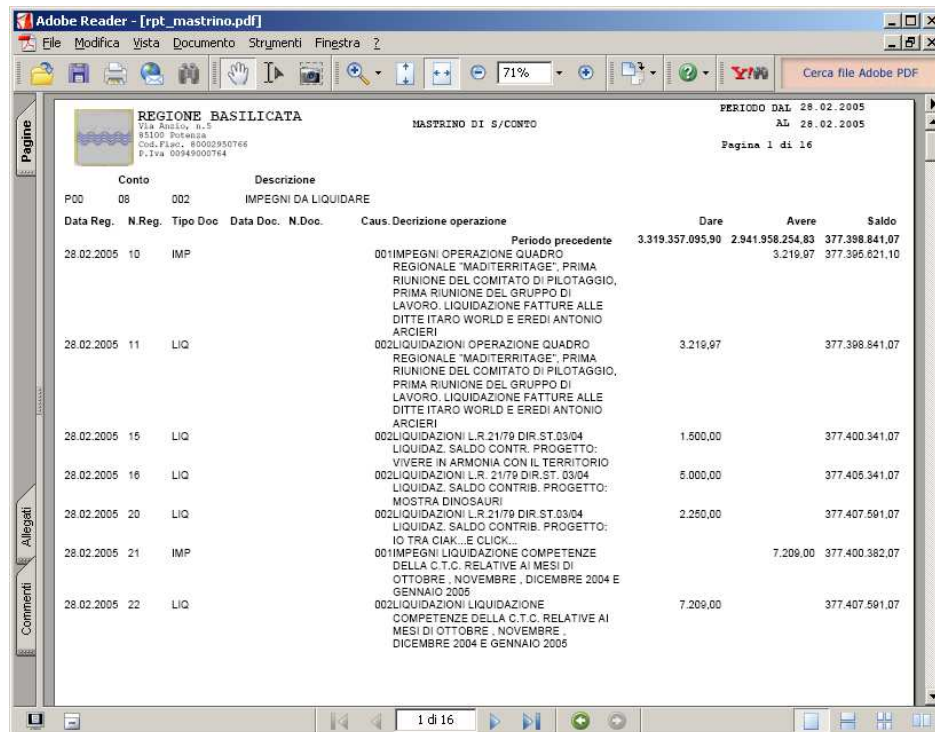 Adobe Reader - [rpt_mastrino.pdf]
File Modifica Vista Documento Strumenti Finestra ?
71%
Cerca file Adobe PDF
Pagine
Allegati
Commenti
REGIONE BASILICATA
Via Anzio, n.5
85100 Potenza
Cod.Fisc. 80002950766
P.Iva 00949000764
MASTRINO DI S/CONTO
PERIODO DAL 28.02.2005
AL 28.02.2005
Pagina 1 di 16
Conto Descrizione
P00 08 002 IMPEGNI DA LIQUIDARE
Data Reg. N.Reg. Tipo Doc Data Doc. N.Doc. Caus. Decrizione operazione Dare Avere Saldo
Periodo precedente 3.319.357.095,90 2.941.958.254,83 377.398.841,07
28.02.2005 10 IMP 001IMPEGNI OPERAZIONE QUADRO 3.219,97 377.395.621,10
REGIONALE "MADITERRITAGE", PRIMA
RIUNIONE DEL COMITATO DI PILOTAGGIO,
PRIMA RIUNIONE DEL GRUPPO DI
LAVORO. LIQUIDAZIONE FATTURE ALLE
DITTE ITARO WORLD E EREDI ANTONIO
ARCIERI
28.02.2005 11 LIQ 002LIQUIDAZIONI OPERAZIONE QUADRO 3.219,97 377.398.841,07
REGIONALE "MADITERRITAGE", PRIMA
RIUNIONE DEL COMITATO DI PILOTAGGIO,
PRIMA RIUNIONE DEL GRUPPO DI
LAVORO. LIQUIDAZIONE FATTURE ALLE
DITTE ITARO WORLD E EREDI ANTONIO
ARCIERI
28.02.2005 15 LIQ 002LIQUIDAZIONI L.R.21/79 DIR.ST.03/04 1.500,00 377.400.341,07
LIQUIDAZ. SALDO CONTR. PROGETTO:
VIVERE IN ARMONIA CON IL TERRITORIO
28.02.2005 16 LIQ 002LIQUIDAZIONI L.R. 21/79 DIR.ST. 03/04 5.000,00 377.405.341,07
LIQUIDAZ. SALDO CONTRIB. PROGETTO:
MOSTRA DINOSAURI
28.02.2005 20 LIQ 002LIQUIDAZIONI L.R.21/79 DIR.ST.03/04 2.250,00 377.407.591,07
LIQUIDAZ. SALDO CONTRIB. PROGETTO:
IO TRA CIAK...E CLICK...
28.02.2005 21 IMP 001IMPEGNI LIQUIDAZIONE COMPETENZE 7.209,00 377.400.382,07
DELLA C.T.C. RELATIVE AI MESI DI
OTTOBRE , NOVEMBRE , DICEMBRE 2004 E
GENNAIO 2005
28.02.2005 22 LIQ 002LIQUIDAZIONI LIQUIDAZIONE 7.209,00 377.407.591,07
COMPETENZE DELLA C.T.C. RELATIVE AI
MESI DI OTTOBRE , NOVEMBRE ,
DICEMBRE 2004 E GENNAIO 2005
1 di 16